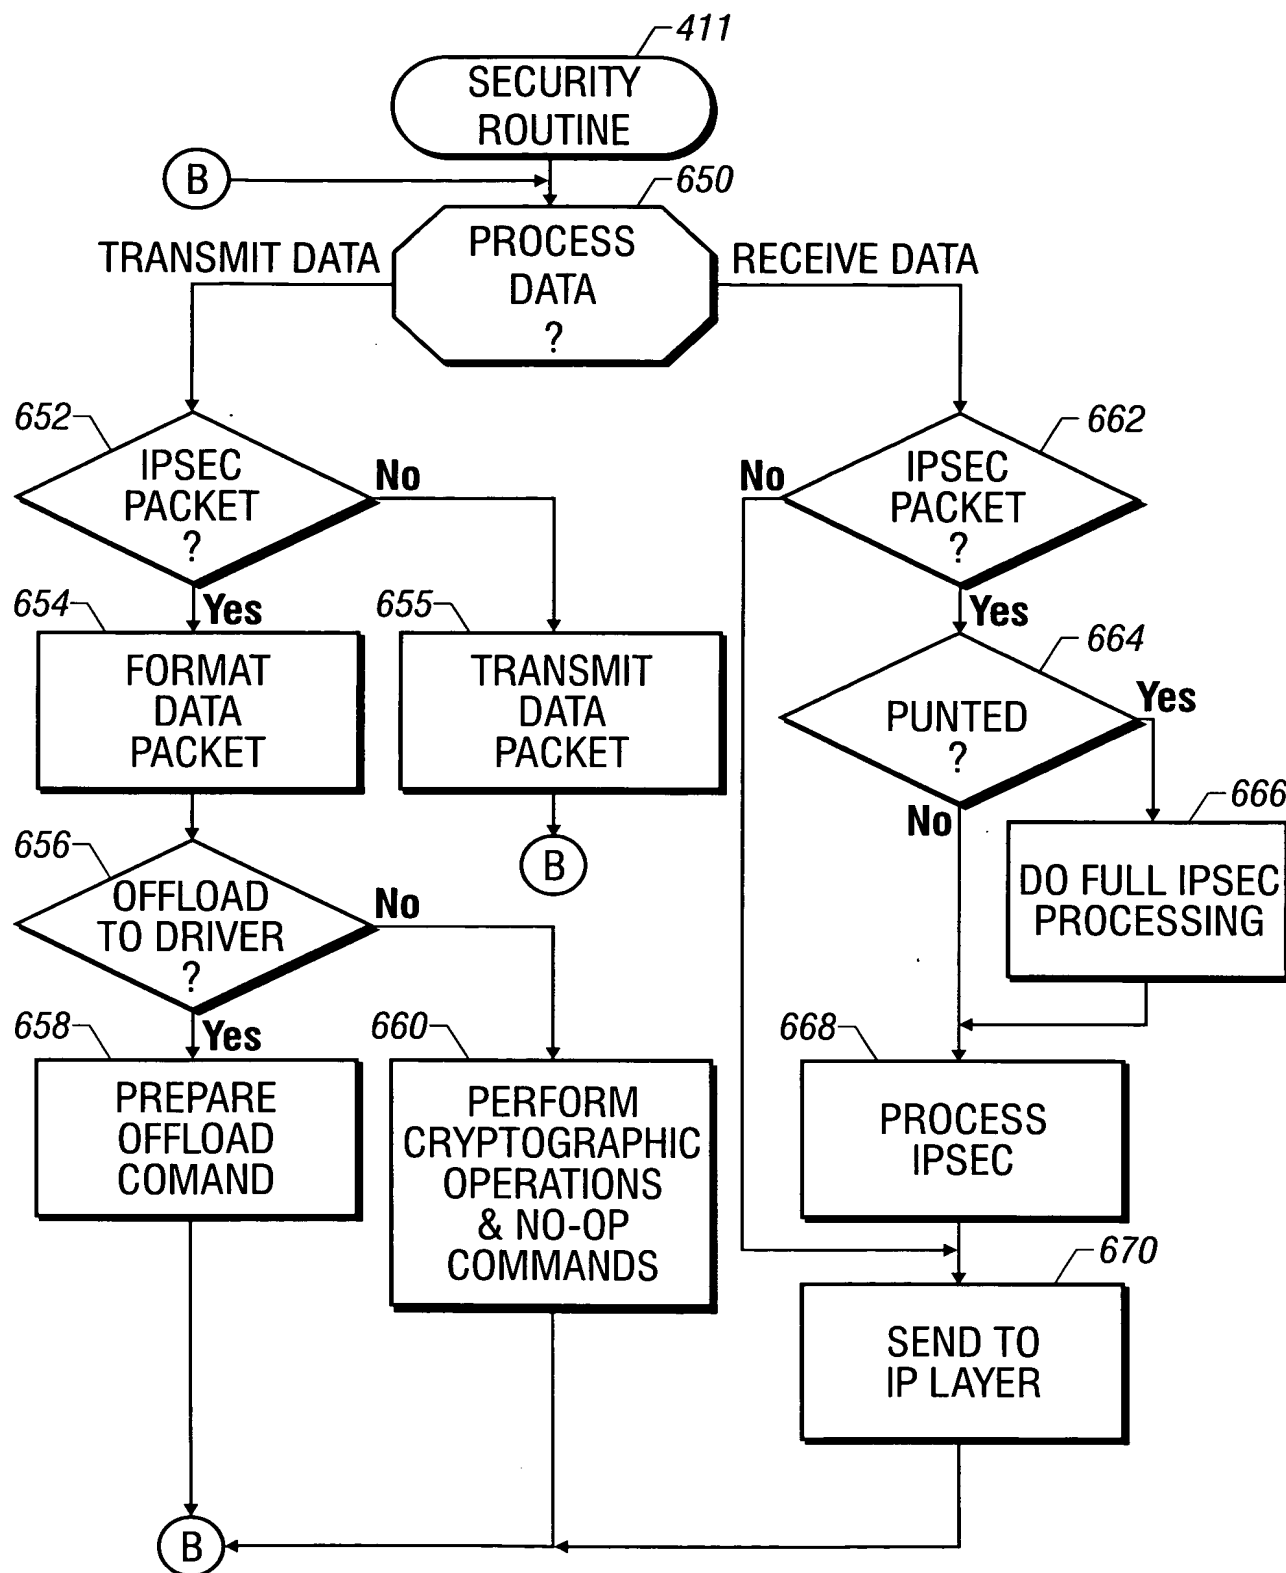 411
SECURITY
ROUTINE
B
650
PROCESS
DATA
?
TRANSMIT DATA
RECEIVE DATA
652
IPSEC
PACKET
?
No
Yes
654
FORMAT
DATA
PACKET
655
TRANSMIT
DATA
PACKET
B
656
OFFLOAD
TO DRIVER
?
No
Yes
658
PREPARE
OFFLOAD
COMAND
660
PERFORM
CRYPTOGRAPHIC
OPERATIONS
& NO-OP
COMMANDS
662
IPSEC
PACKET
?
No
Yes
664
PUNTED
?
Yes
No
666
DO FULL IPSEC
PROCESSING
668
PROCESS
IPSEC
670
SEND TO
IP LAYER
B